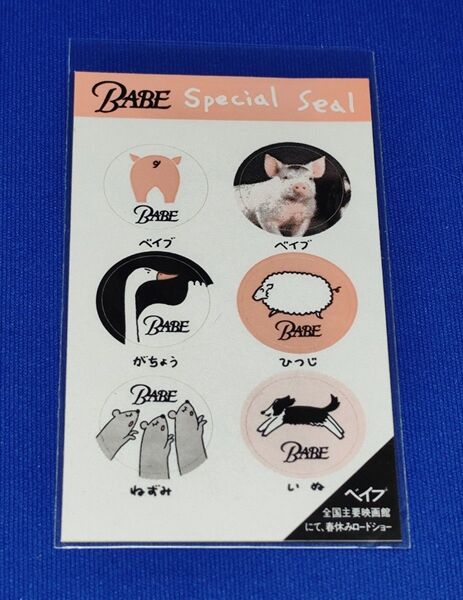 BABE Special Seal
BABE
ベイブ
ベイブ
BABE
がちょう
BABE
ひつじ
BABE
ねずみ
BABE
いぬ
ベイブ
全国主要映画館
にて、春休みロードショー